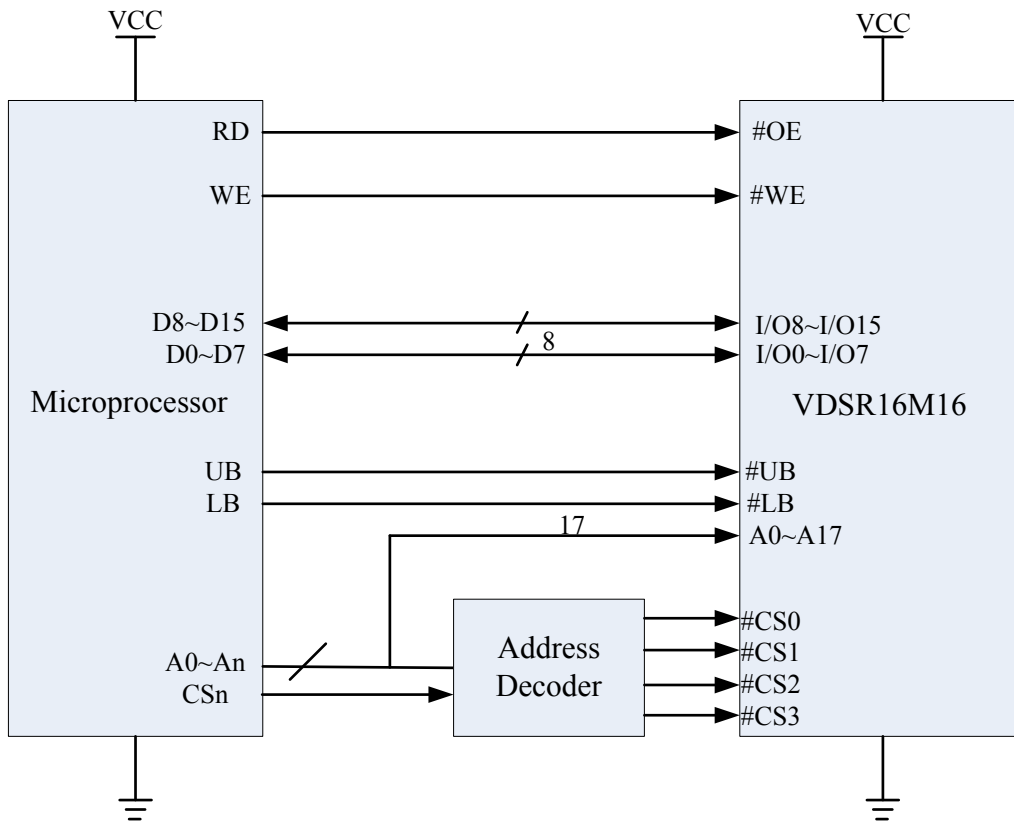 VCC
VCC
RD
#OE
WE
#WE
D8~D15
I/O8~I/O15
8
D0~D7
I/O0~I/O7
Microprocessor
VDSR16M16
UB
#UB
LB
#LB
17
A0~A17
#CS0
Address
Decoder
A0~An
#CS1
CSn
#CS2
#CS3